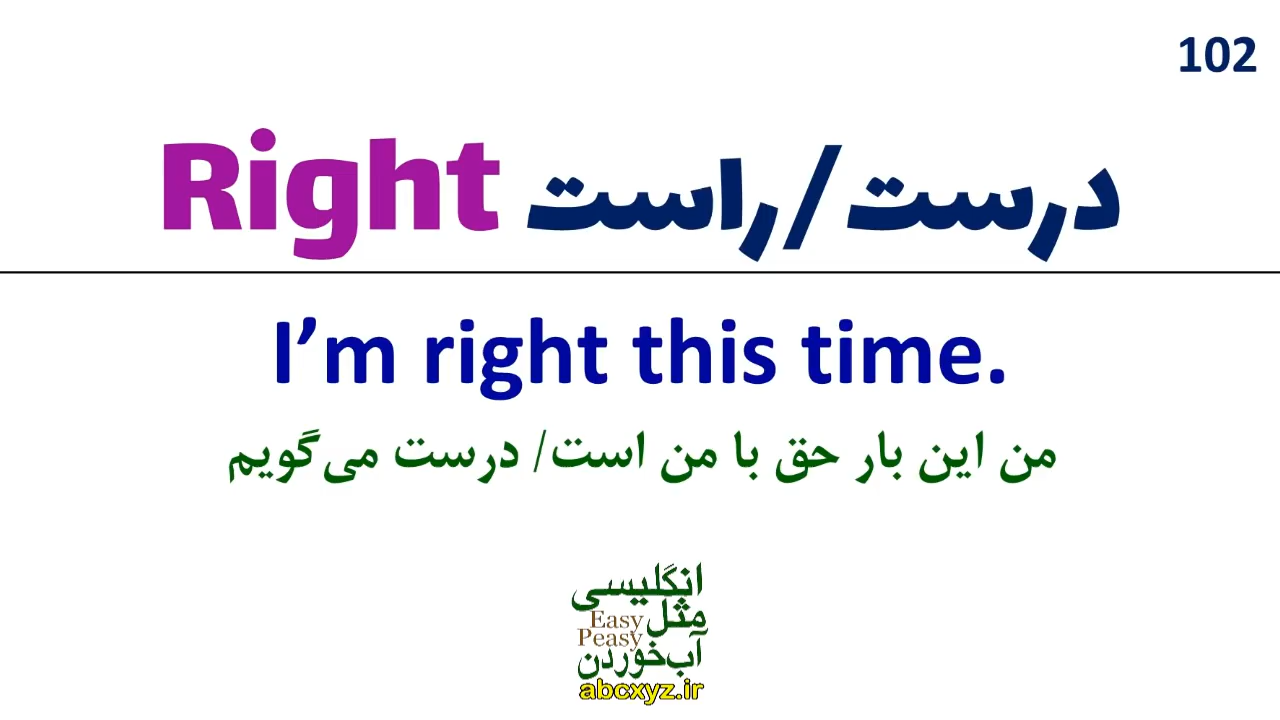 102
Right درست/راست
I’m right this time.
من این بار حق با من است/ درست می‌گویم
انگلیسی
مثل Easy
Peasy
آب‌خوردن
abcxyz.ir